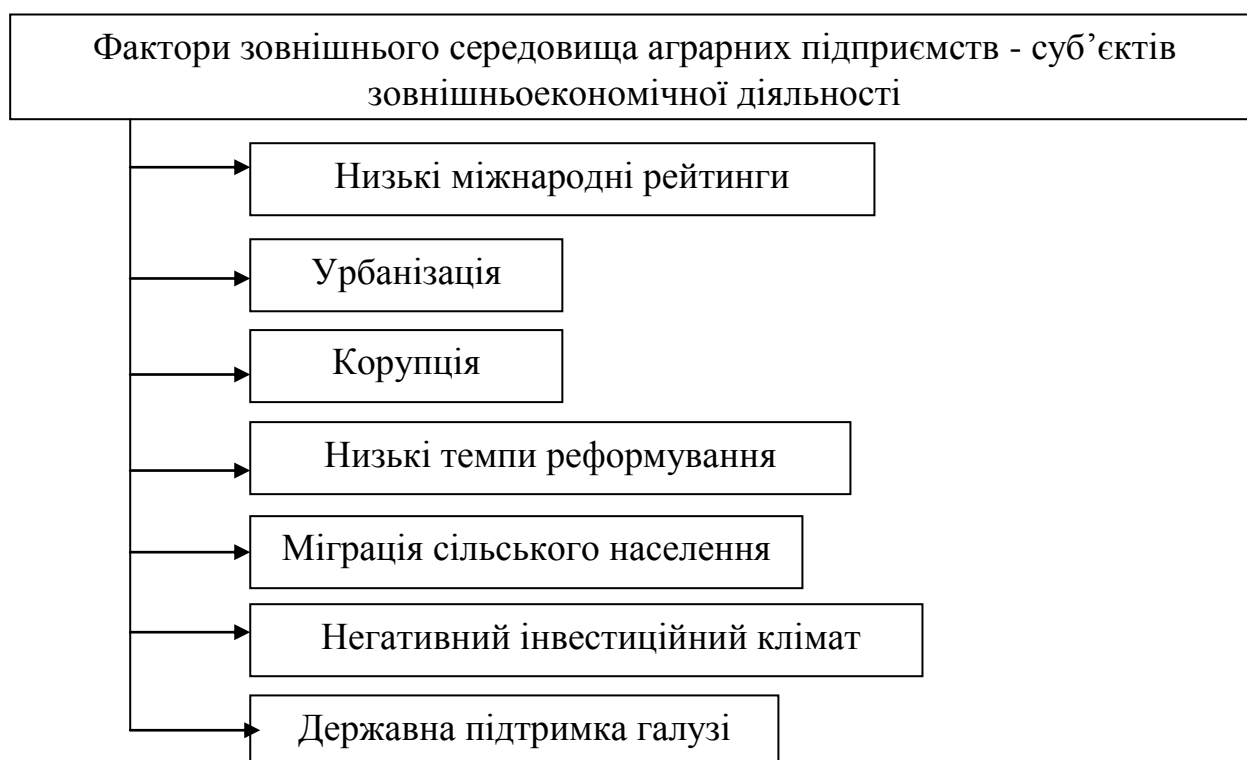 Фактори зовнішнього середовища аграрних підприємств - суб’єктів
зовнішньоекономічної діяльності
Низькі міжнародні рейтинги
Урбанізація
Корупція
Низькі темпи реформування
Міграція сільського населення
Негативний інвестиційний клімат
Державна підтримка галузі